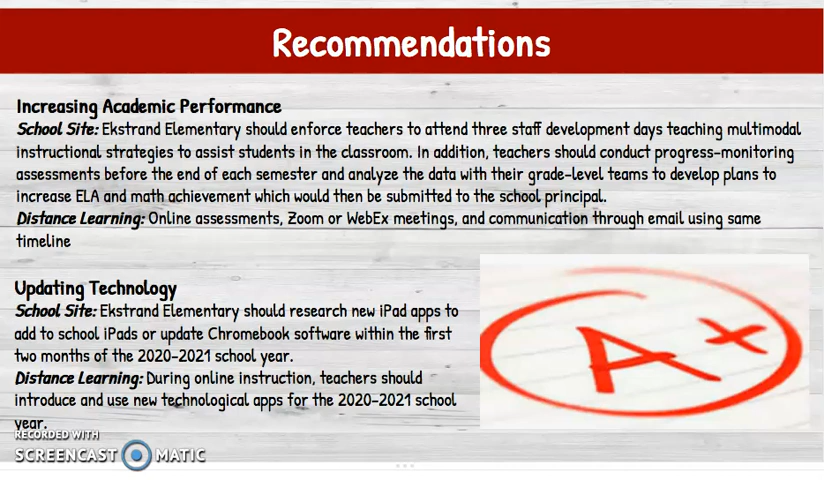 Recommendations
Increasing Academic Performance
School Site: Ekstrand Elementary should enforce teachers to attend three staff development days teaching multimodal
instructional strategies to assist students in the classroom. In addition, teachers should conduct progress-monitoring
assessments before the end of each semester and analyze the data with their grade-level teams to develop plans to
increase ELA and math achievement which would then be submitted to the school principal.
Distance Learning: Online assessments, Zoom or WebEx meetings, and communication through email using same
timeline
Updating Technology
School Site: Ekstrand Elementary should research new iPad apps to
add to school iPads or update Chromebook software within the first
two months of the 2020-2021 school year.
Distance Learning: During online instruction, teachers should
introduce and use new technological apps for the 2020-2021 school
year.
A+
RECORDED WITH
SCREENCAST MATIC